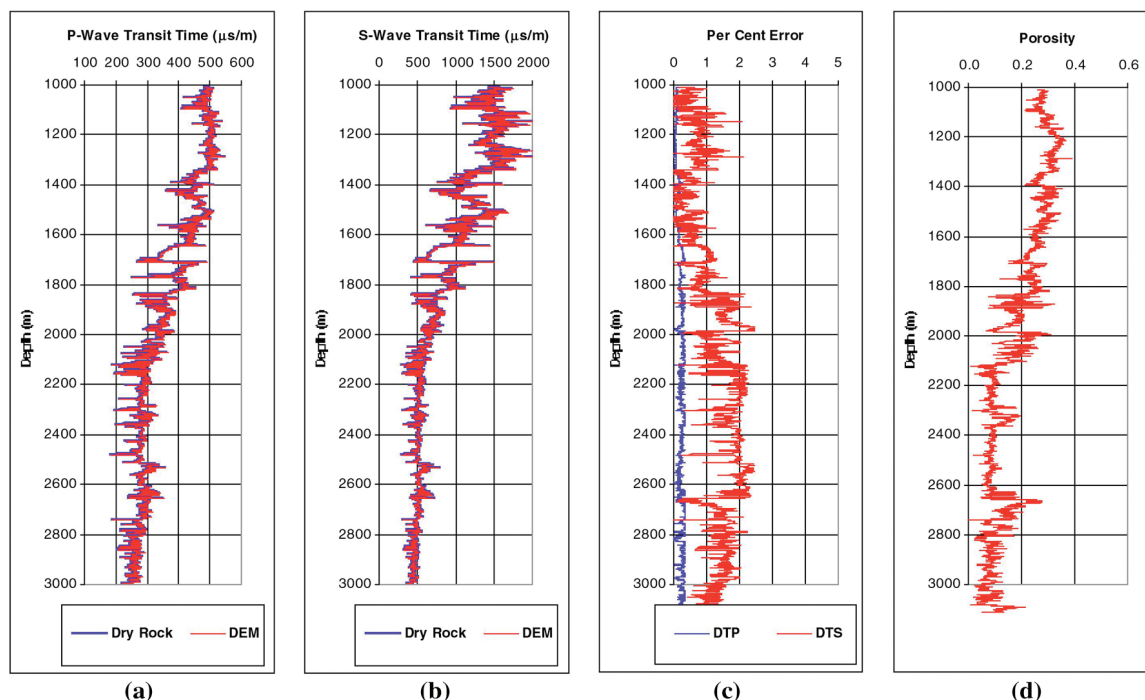 P-Wave Transit Time (µs/m)
100 200 300 400 500 600
1000
1200
1400
1600
1800
2000
2200
2400
2600
2800
3000
Depth (m)
Dry Rock DEM
(a)
S-Wave Transit Time (µs/m)
0 500 1000 1500 2000
1000
1200
1400
1600
1800
2000
2200
2400
2600
2800
3000
Depth (m)
Dry Rock DEM
(b)
Per Cent Error
0 1 2 3 4 5
1000
1200
1400
1600
1800
2000
2200
2400
2600
2800
3000
Depth (m)
DTP DTS
(c)
Porosity
0.0 0.2 0.4 0.6
1000
1200
1400
1600
1800
2000
2200
2400
2600
2800
3000
Depth (m)
(d)